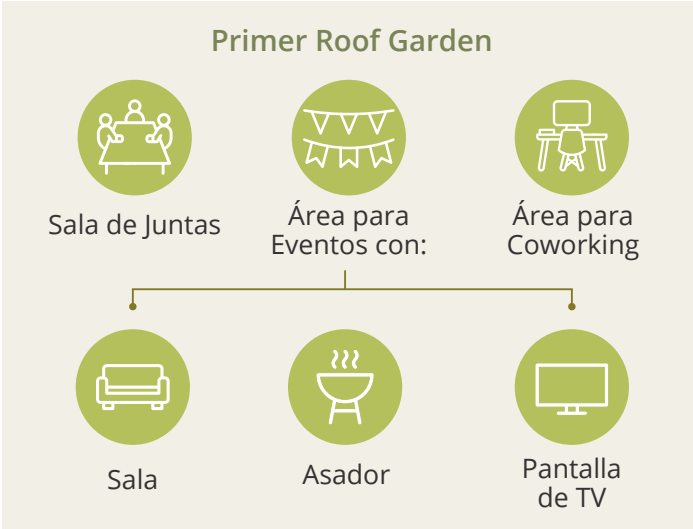 Primer Roof Garden
Sala de Juntas
Área para
Eventos con:
Área para
Coworking
Sala
Asador
Pantalla
de TV